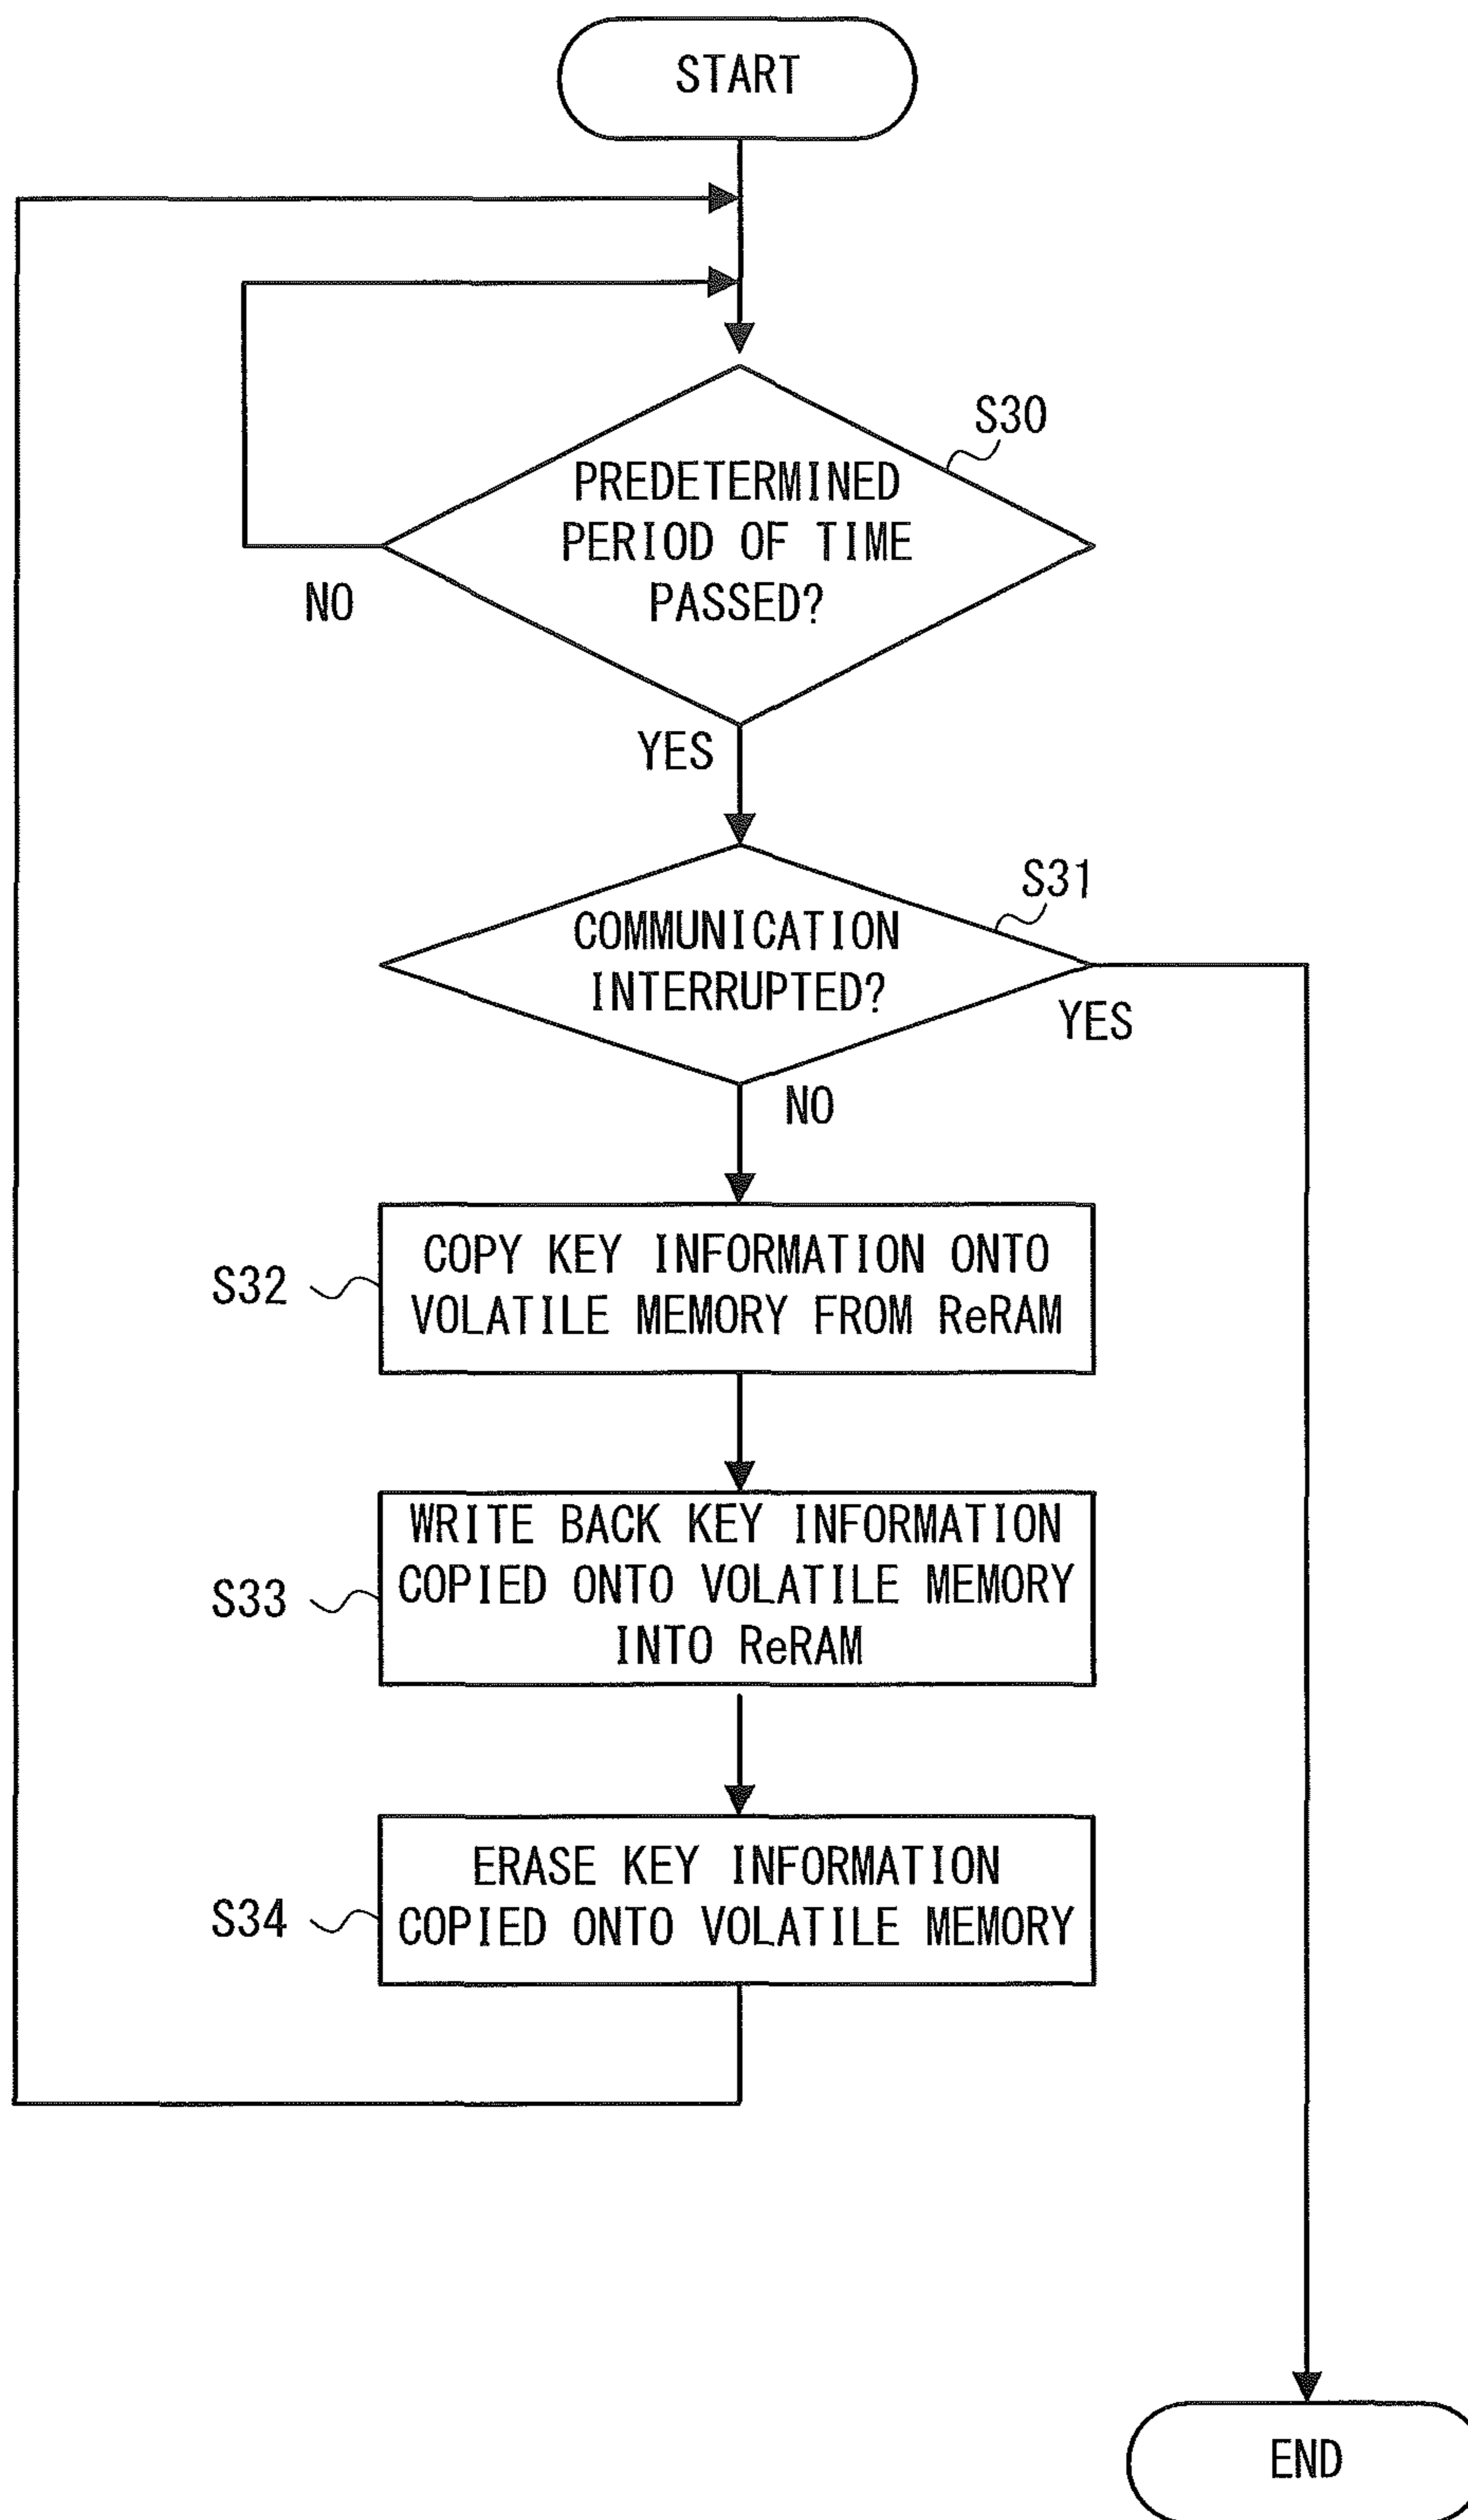 START
S30
PREDETERMINED
PERIOD OF TIME
PASSED?
NO
YES
S31
COMMUNICATION
INTERRUPTED?
YES
NO
S32
COPY KEY INFORMATION ONTO
VOLATILE MEMORY FROM ReRAM
S33
WRITE BACK KEY INFORMATION
COPIED ONTO VOLATILE MEMORY
INTO ReRAM
S34
ERASE KEY INFORMATION
COPIED ONTO VOLATILE MEMORY
END